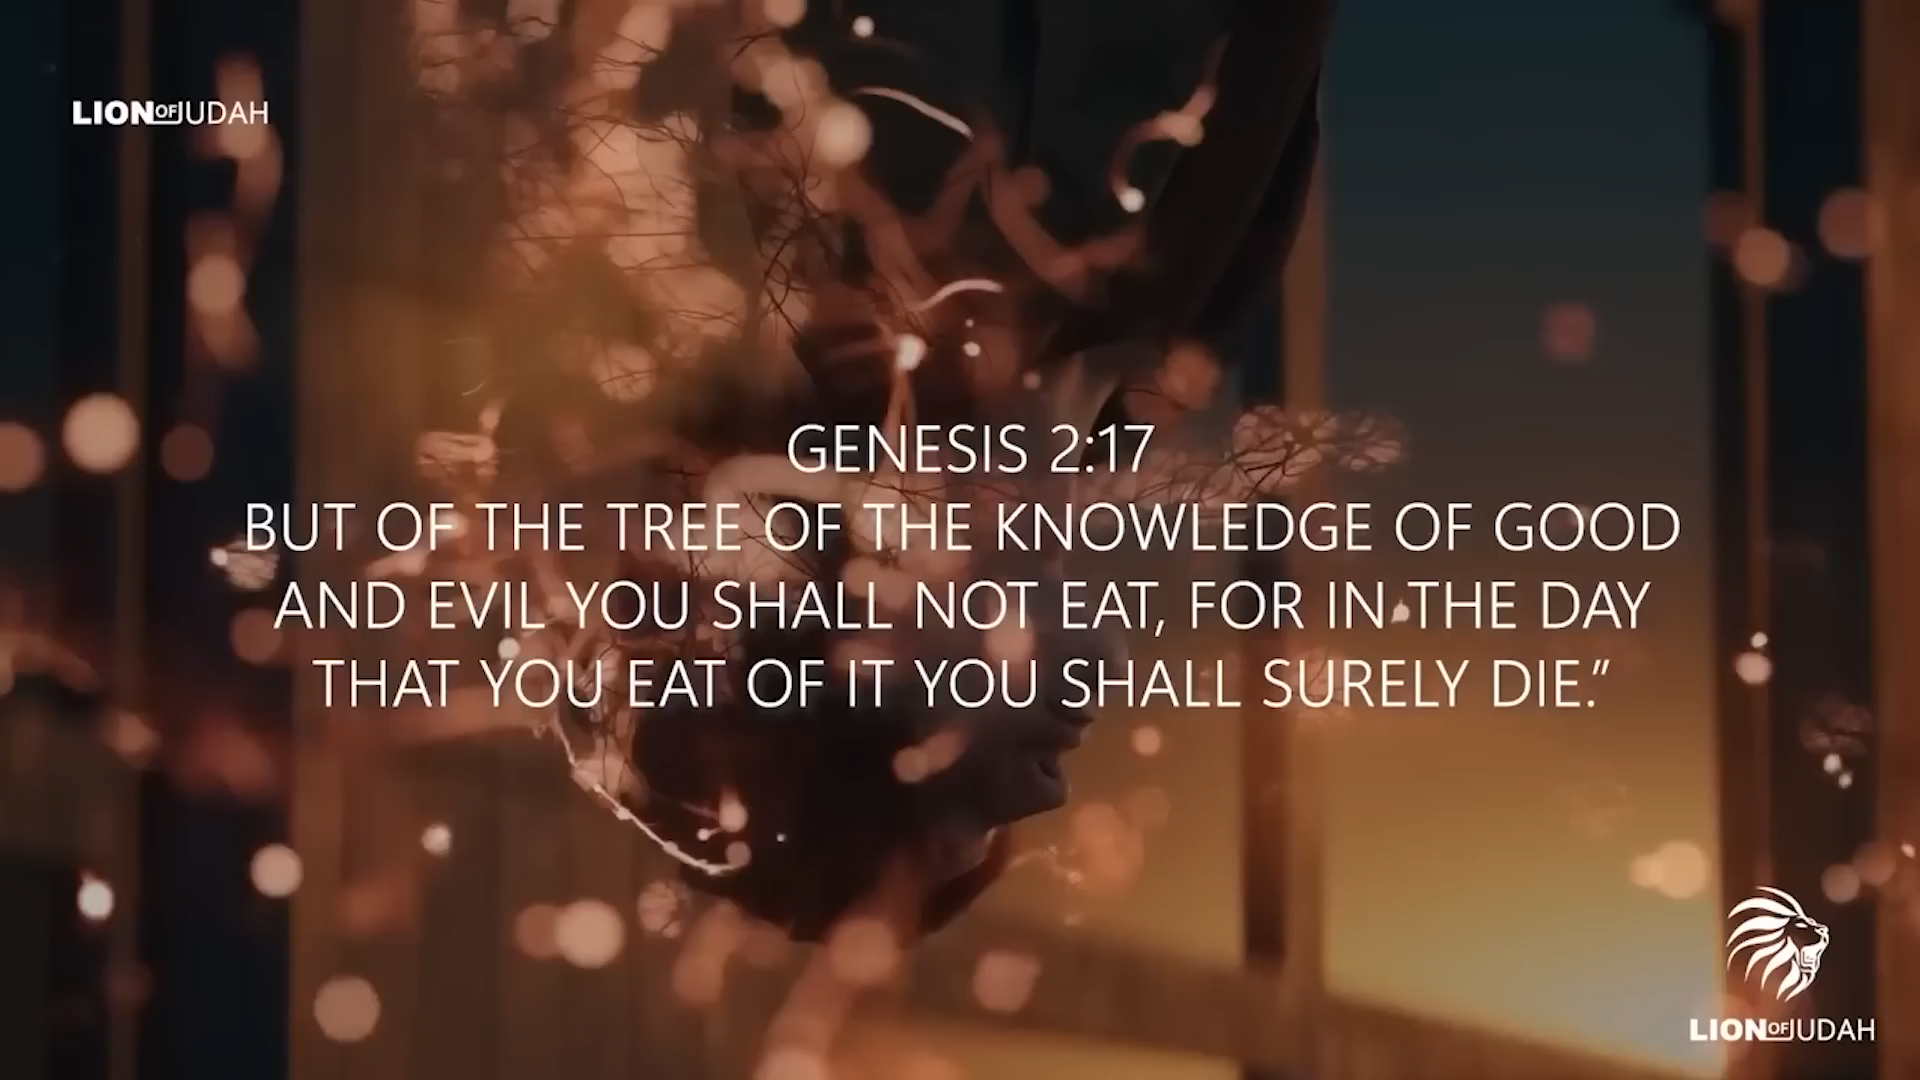 LION OF JUDAH
GENESIS 2:17
BUT OF THE TREE OF THE KNOWLEDGE OF GOOD
AND EVIL YOU SHALL NOT EAT, FOR IN THE DAY
THAT YOU EAT OF IT YOU SHALL SURELY DIE.”
LION OF JUDAH